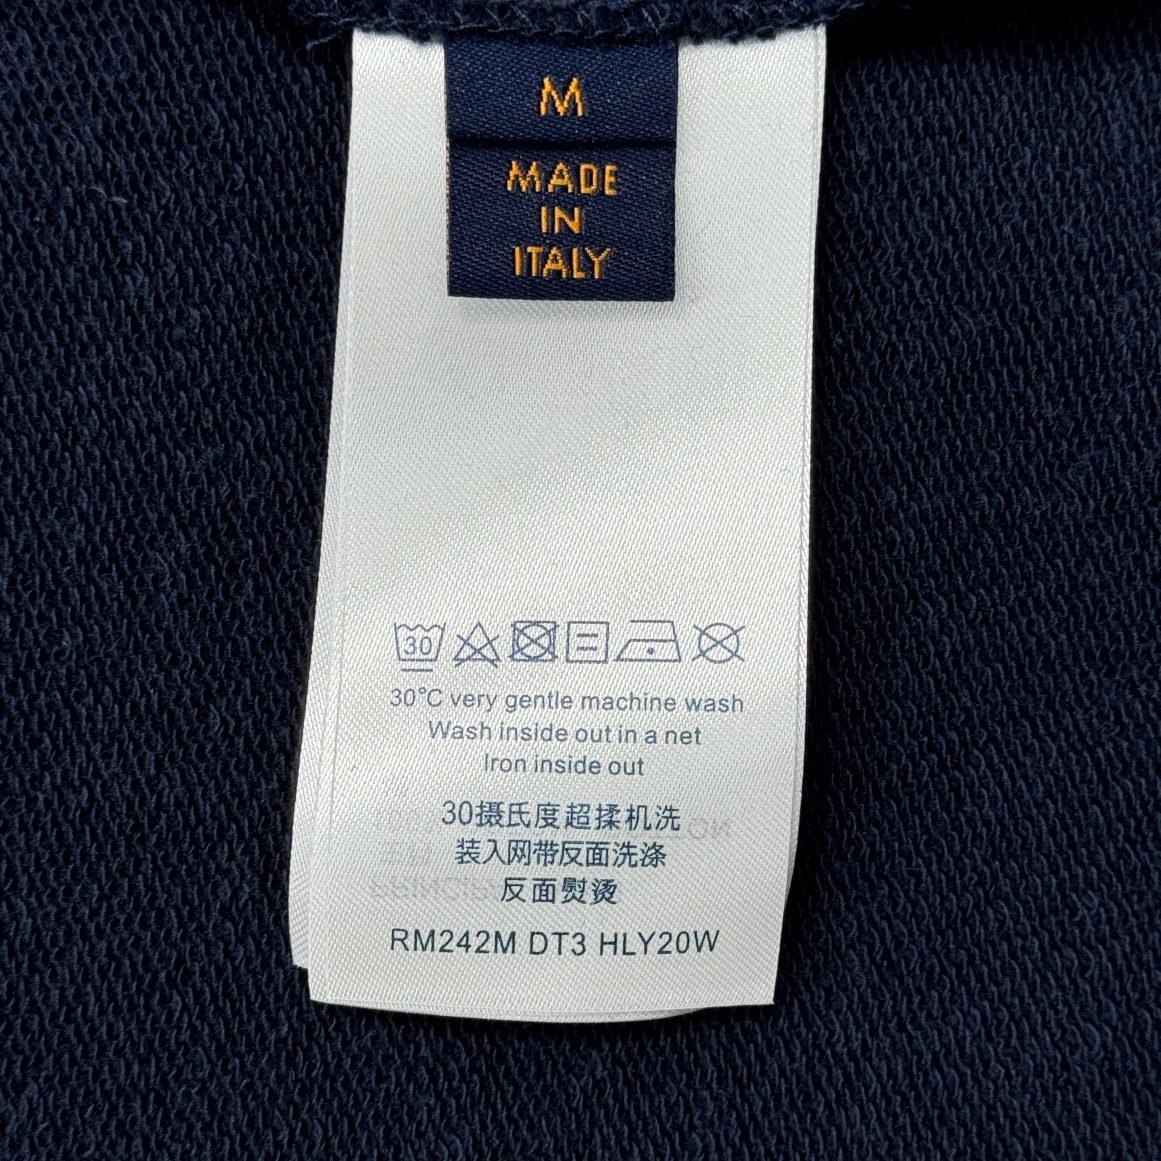 M
MADE
IN
ITALY
30
30°C very gentle machine wash
Wash inside out in a net
Iron inside out
30摄氏度超揉机洗
装入网带反面洗涤
反面熨烫
RM242M DT3 HLY20W